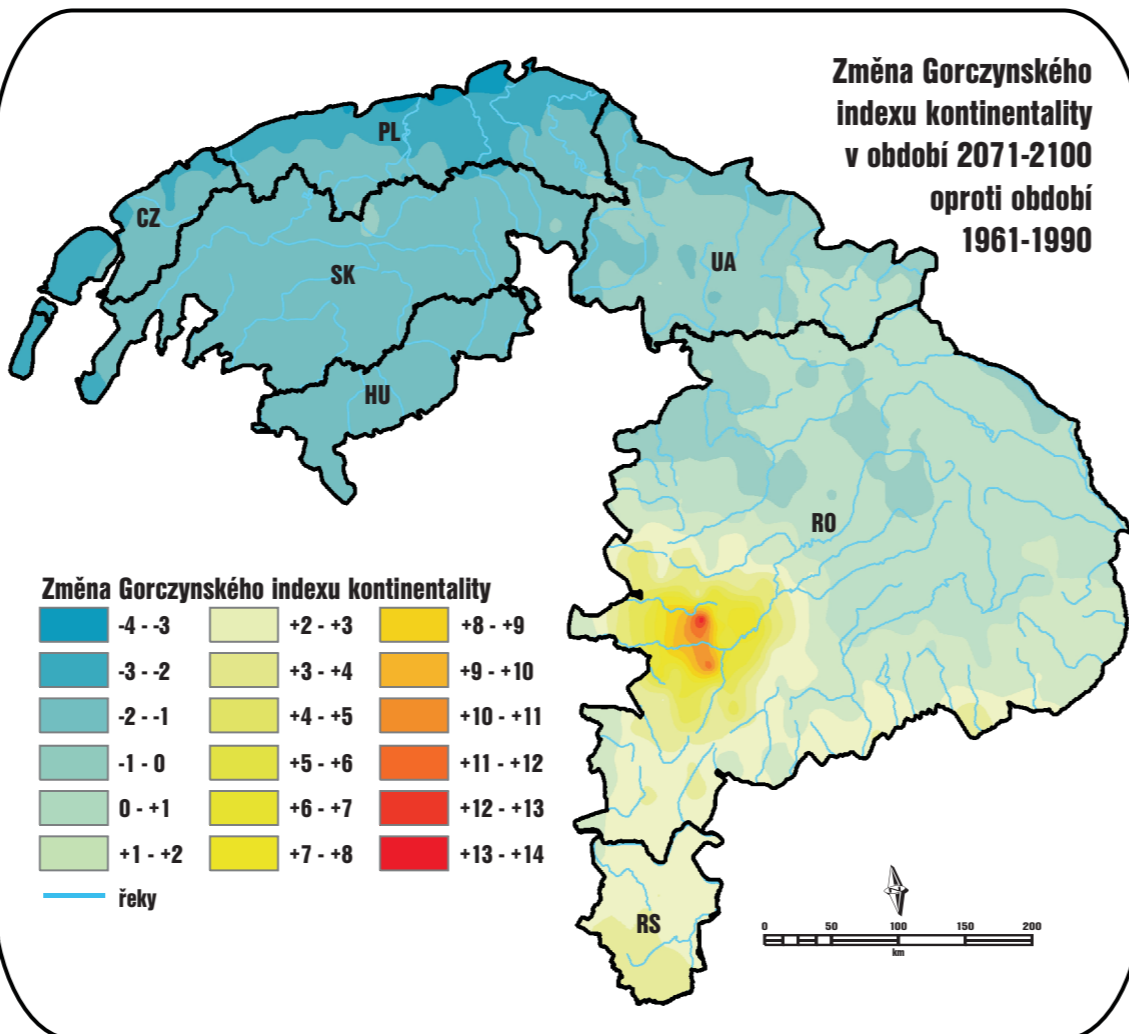 Změna Gorczynského
indexu kontinentality
v období 2071-2100
oproti období
1961-1990
PL
CZ
SK
UA
HU
RO
RS
Změna Gorczynského indexu kontinentality
-4 - -3
-3 - -2
-2 - -1
-1 - 0
0 - +1
+1 - +2
+2 - +3
+3 - +4
+4 - +5
+5 - +6
+6 - +7
+7 - +8
+8 - +9
+9 - +10
+10 - +11
+11 - +12
+12 - +13
+13 - +14
řeky
0 50 100 150 200
km